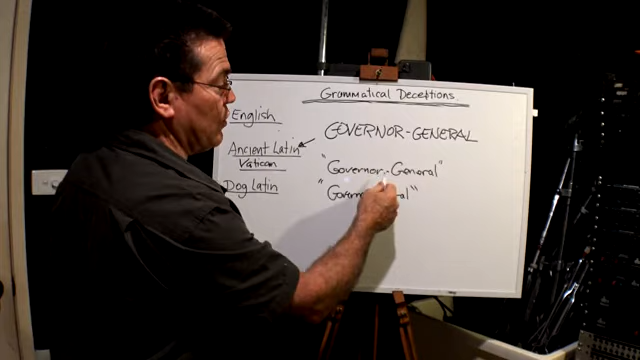 Grammatical Deceptions
English
GOVERNOR-GENERAL
Ancient Latin
Vatican
"Governor-General"
Dog Latin